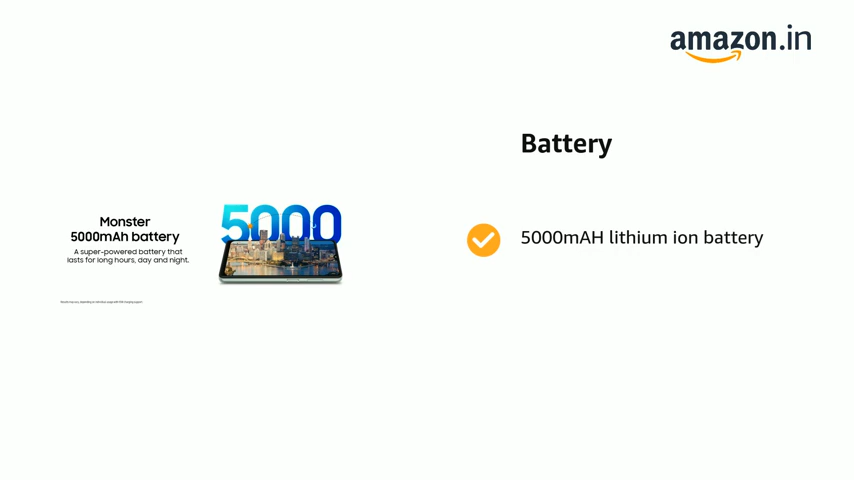 amazon.in
Battery
Monster
5000mAh battery
A super-powered battery that
lasts for long hours, day and night.
5000
5000mAH lithium ion battery